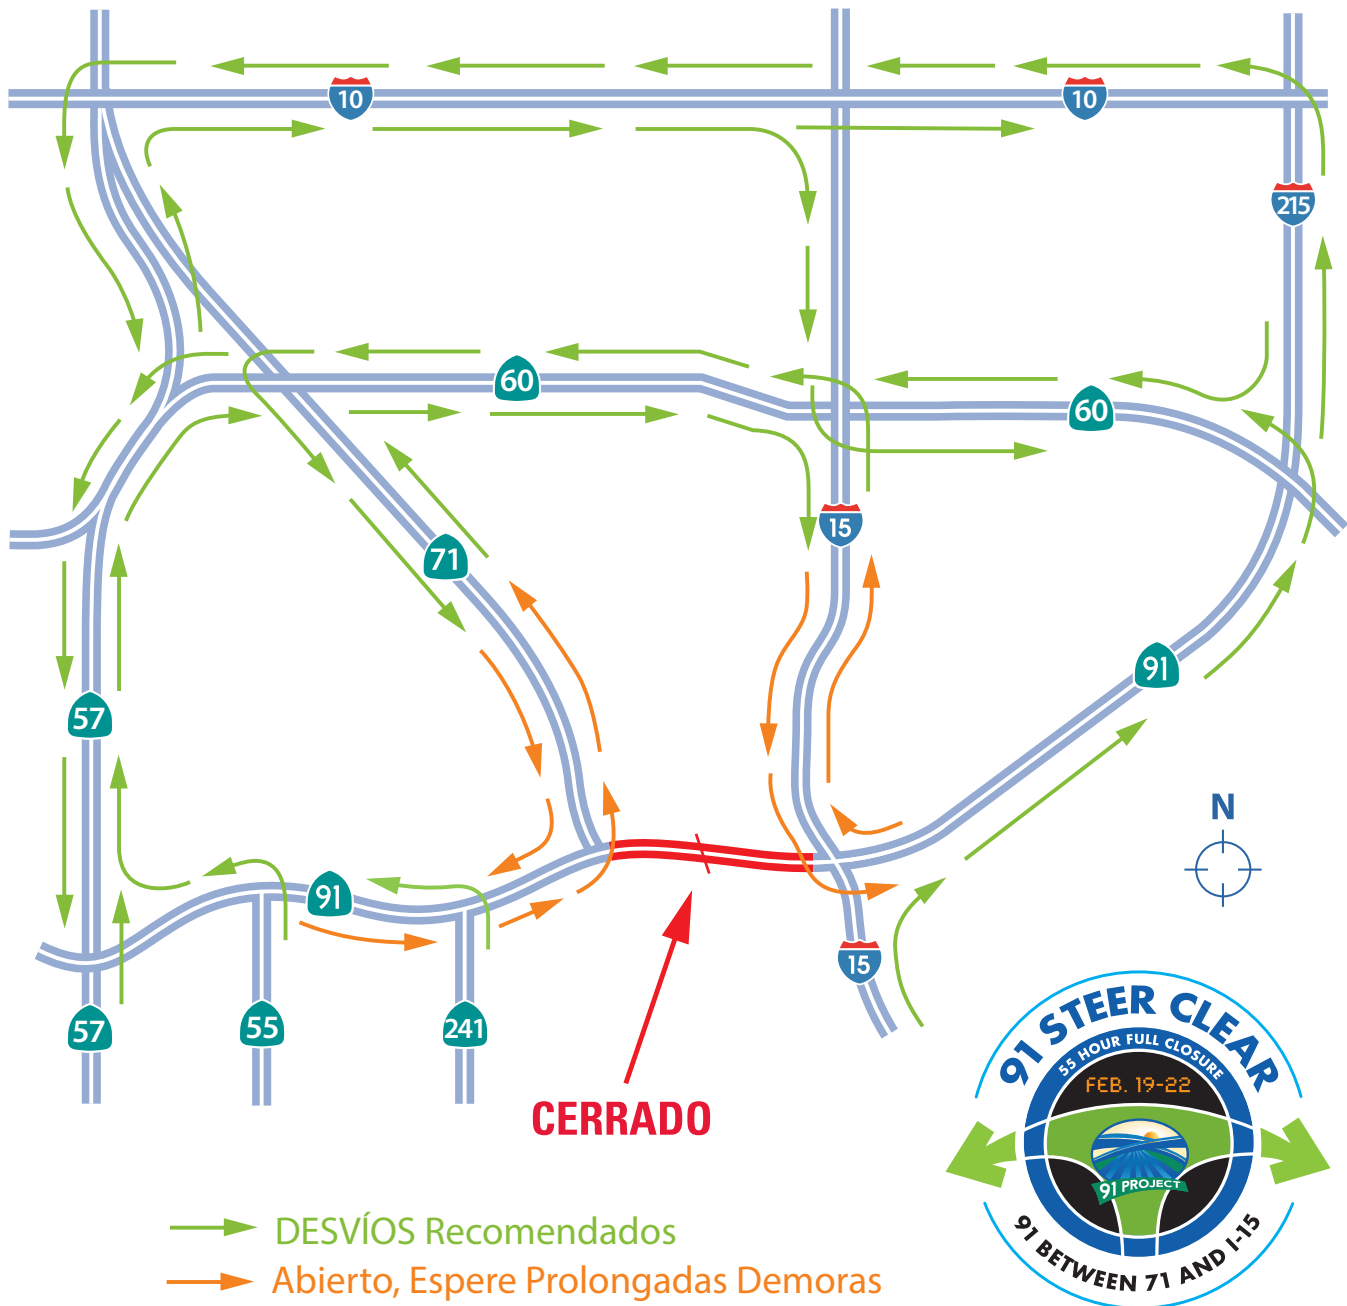 10
10
215
60
60
15
71
91
57
91
15
57
55
241
N
CERRADO
91 STEER CLEAR
55 HOUR FULL CLOSURE
FEB. 19-22
91 PROJECT
91 BETWEEN 71 AND I-15
DESVÍOS Recomendados
Abierto, Espere Prolongadas Demoras